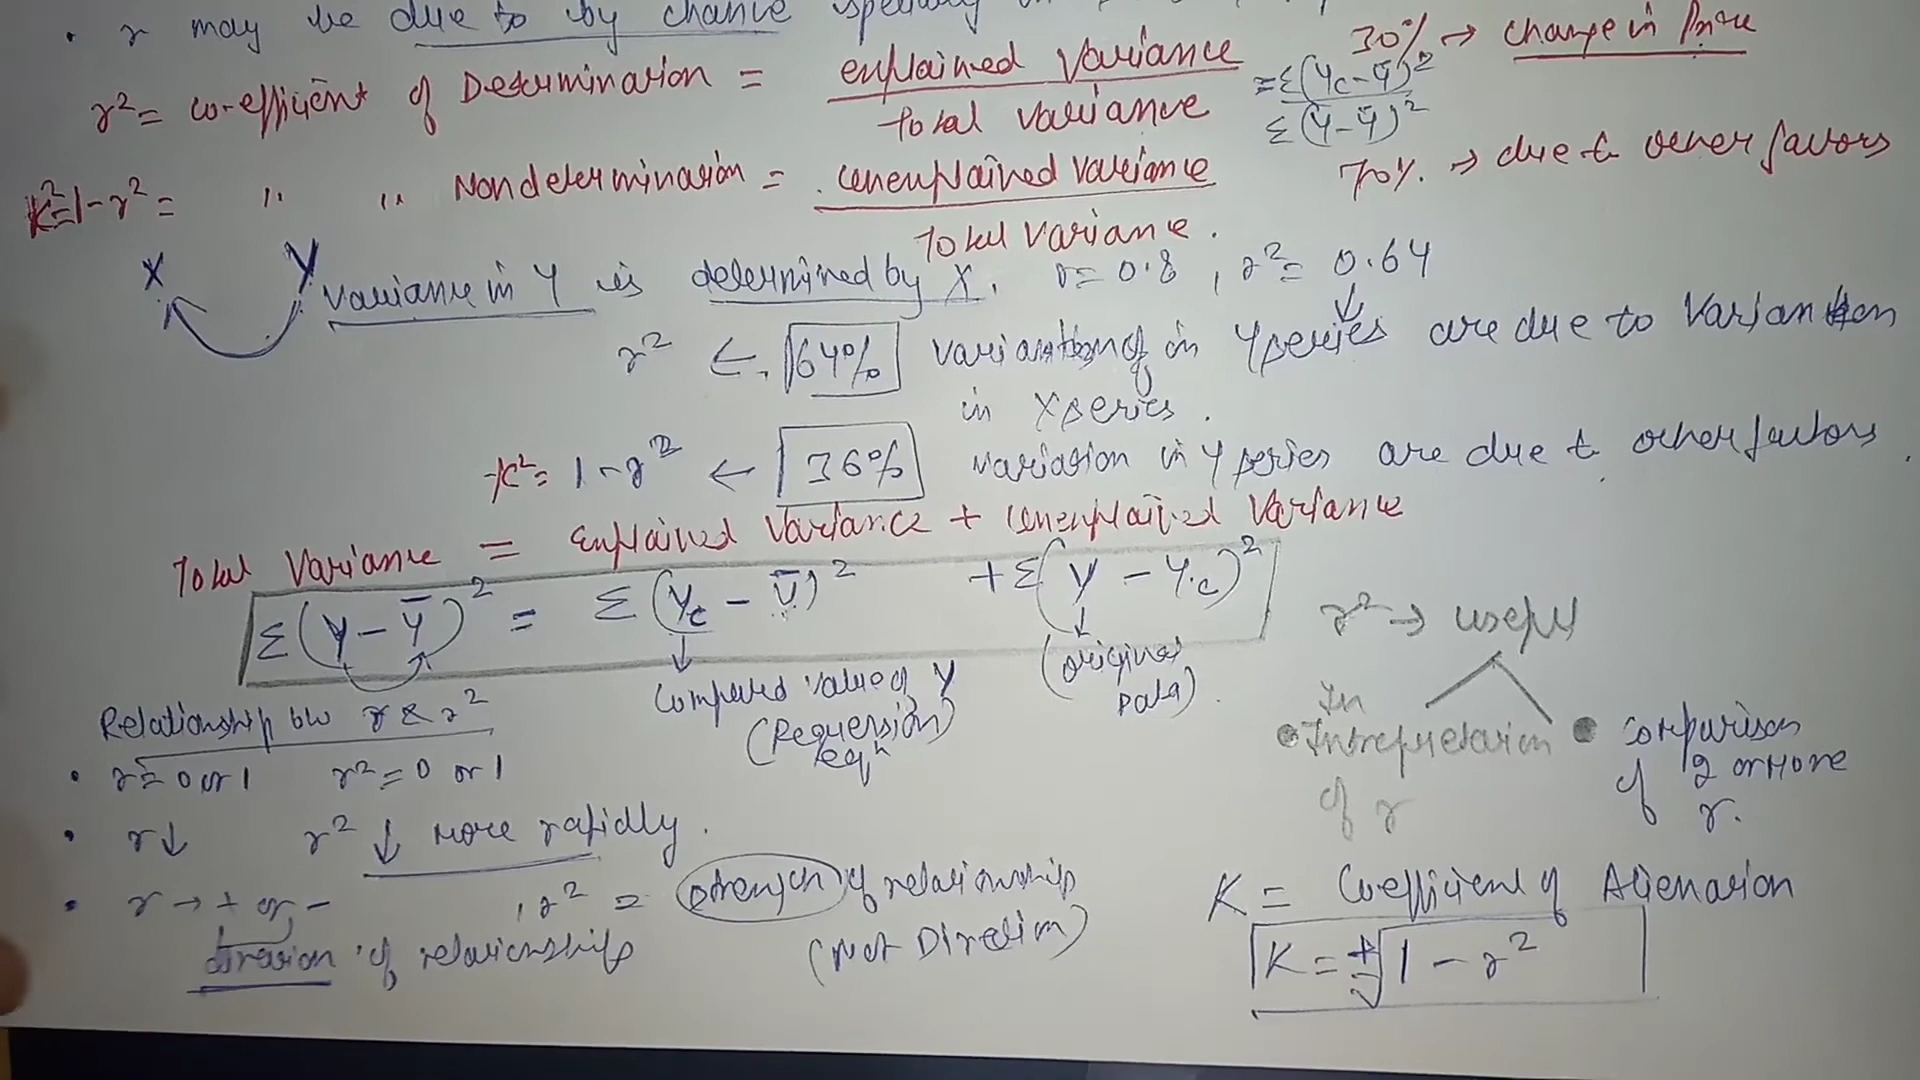 • r may be due to by chance
r² = co-efficient of Determination = explained Variance / Total Variance = Σ(Yc-Ȳ)² / Σ(Y-Ȳ)²
30% → change in Price
K²=1-r² = " " Nondetermination = unexplained Variance / Total Variance.
70% → due to other factors
X Y
Variance in Y is determined by X. r= 0.8, r²= 0.64
r² ← 64% in Y series are due to Variation
in X series.
K²= 1-r² ← 36% Variation in Y series are due to other factors.
Total Variance = Explained Variance + Unexplained Variance
Σ(Y-Ȳ)² = Σ(Yc-Ȳ)² + Σ(Y-Yc)²
Computed value of Y
(Regression eqn)
(original Data).
r² → useful
In
• Intrepretation of r
• comparison of 2 or More r.
Relationship b/w r & r²
• r= 0 or 1 r²= 0 or 1
• r↓ r² ↓ More rapidly.
• r → + or - , r² = strength of relationship
direction of relationship (Not Direction)
K = Coefficient of Alienation
K = ±√1-r²